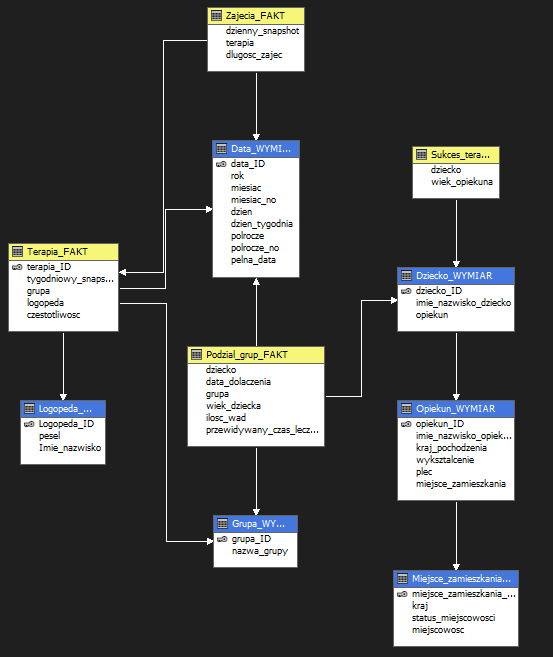 Zajecia_FAKT
dzienny_snapshot
terapia
dlugosc_zajec
Data_WYMI...
data_ID
rok
miesiac
miesiac_no
dzien
dzien_tygodnia
polrocze
polrocze_no
pelna_data
Sukces_tera...
dziecko
wiek_opiekuna
Terapia_FAKT
terapia_ID
tygodniowy_snaps...
grupa
logopeda
czestotliwosc
Dziecko_WYMIAR
dziecko_ID
imie_nazwisko_dziecko
opiekun
Podzial_grup_FAKT
dziecko
data_dolaczenia
grupa
wiek_dziecka
ilosc_wad
przewidywany_czas_lecz...
Logopeda_...
Logopeda_ID
pesel
Imie_nazwisko
Opiekun_WYMIAR
opiekun_ID
imie_nazwisko_opiek...
kraj_pochodzenia
wyksztalcenie
plec
miejsce_zamieszkania
Grupa_WY...
grupa_ID
nazwa_grupy
Miejsce_zamieszkania...
miejsce_zamieszkania_...
kraj
status_miejscowosci
miejscowosc